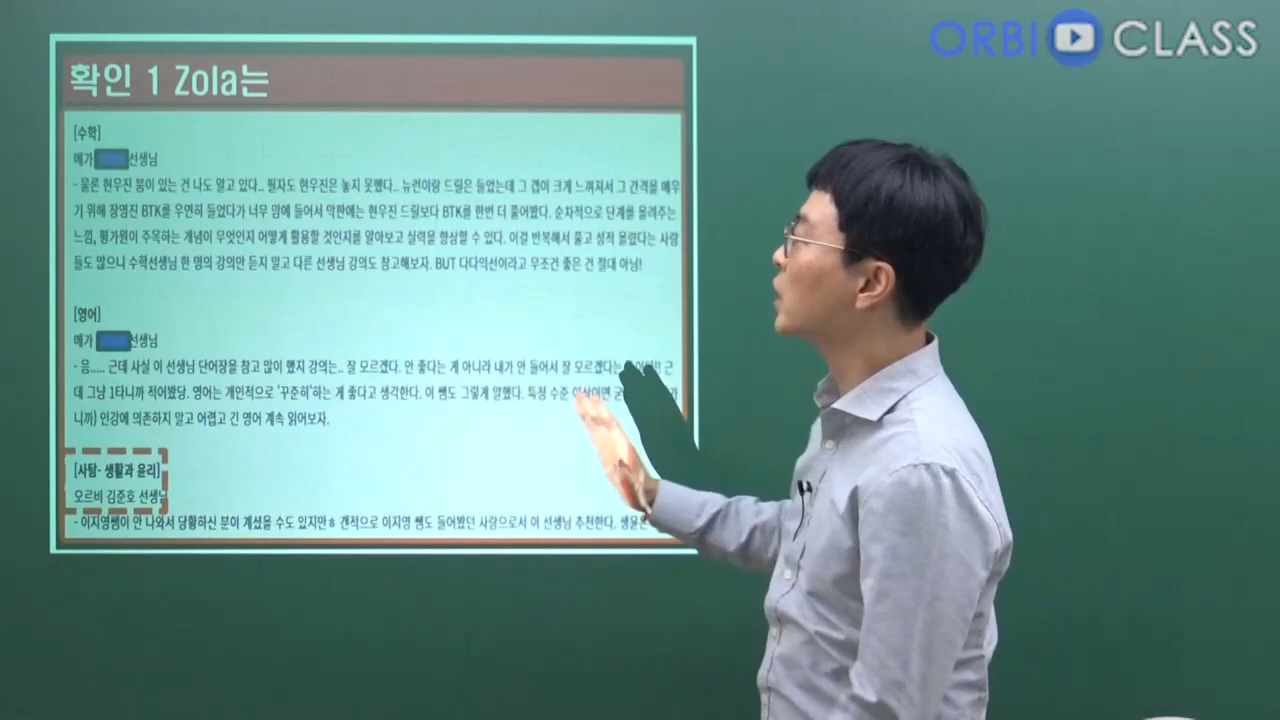 ORBI CLASS
확인 1 Zola는
[수학]
메가 선생님
- 물론 현우진 붐이 있는 건 나도 알고 있다.. 필자도 현우진은 놓지 못했다.. 뉴런이랑 드릴은 들었는데 그 갭이 크게 느껴져서 그 간격을 메우
기 위해 장영진 BTK를 우연히 들었다가 너무 맘에 들어서 막판에는 현우진 드릴보다 BTK를 한번 더 풀어봤다. 순차적으로 단계를 올려주는
느낌, 평가원이 주목하는 개념이 무엇인지 어떻게 활용할 것인지를 알아보고 실력을 향상할 수 있다. 이걸 반복해서 풀고 성적 올렸다는 사람
들도 많으니 수학선생님 한 명의 강의만 듣지 말고 다른 선생님 강의도 참고해보자. BUT 다다익선이라고 무조건 좋은 건 절대 아님!
[영어]
메가 선생님
- 음..... 근데 사실 이 선생님 단어장을 참고 많이 했지 강의는.. 잘 모르겠다. 안 좋다는 게 아니라 내가 안 들어서 잘 모르겠다는 근
데 그냥 1타니까 적어봤당. 영어는 개인적으로 '꾸준히'하는 게 좋다고 생각한다. 이 쌤도 그렇게 말했다. 특정 수준 이상이면
니까) 인강에 의존하지 말고 어렵고 긴 영어 계속 읽어보자.
[사탐- 생활과 윤리]
오르비 김준호 선생님
- 이지영쌤이 안 나와서 당황하신 분이 계셨을 수도 있지만ㅎ 갠적으로 이지영 쌤도 들어봤던 사람으로서 이 선생님 추천한다.